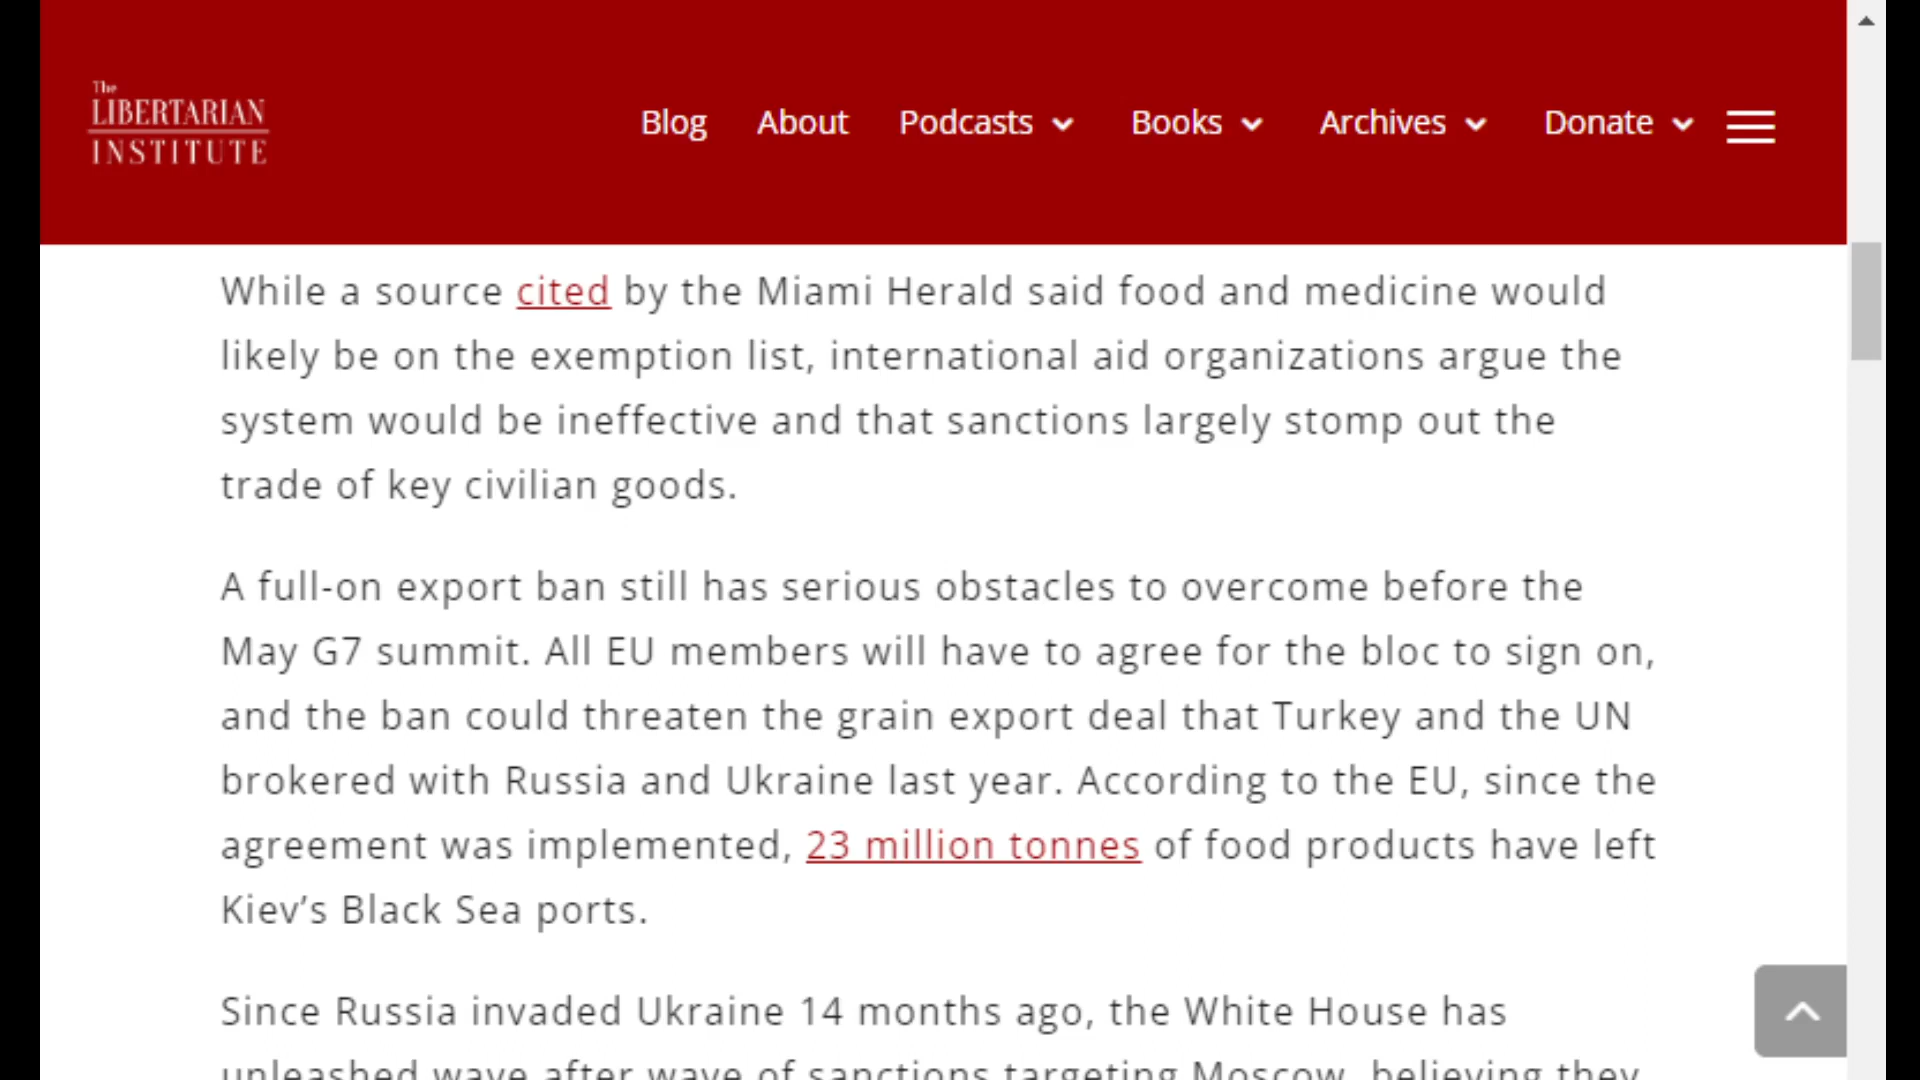 The
LIBERTARIAN
INSTITUTE
Blog About Podcasts Books Archives Donate
While a source cited by the Miami Herald said food and medicine would
likely be on the exemption list, international aid organizations argue the
system would be ineffective and that sanctions largely stomp out the
trade of key civilian goods.
A full-on export ban still has serious obstacles to overcome before the
May G7 summit. All EU members will have to agree for the bloc to sign on,
and the ban could threaten the grain export deal that Turkey and the UN
brokered with Russia and Ukraine last year. According to the EU, since the
agreement was implemented, 23 million tonnes of food products have left
Kiev’s Black Sea ports.
Since Russia invaded Ukraine 14 months ago, the White House has
unleashed wave after wave of sanctions targeting Moscow, believing they